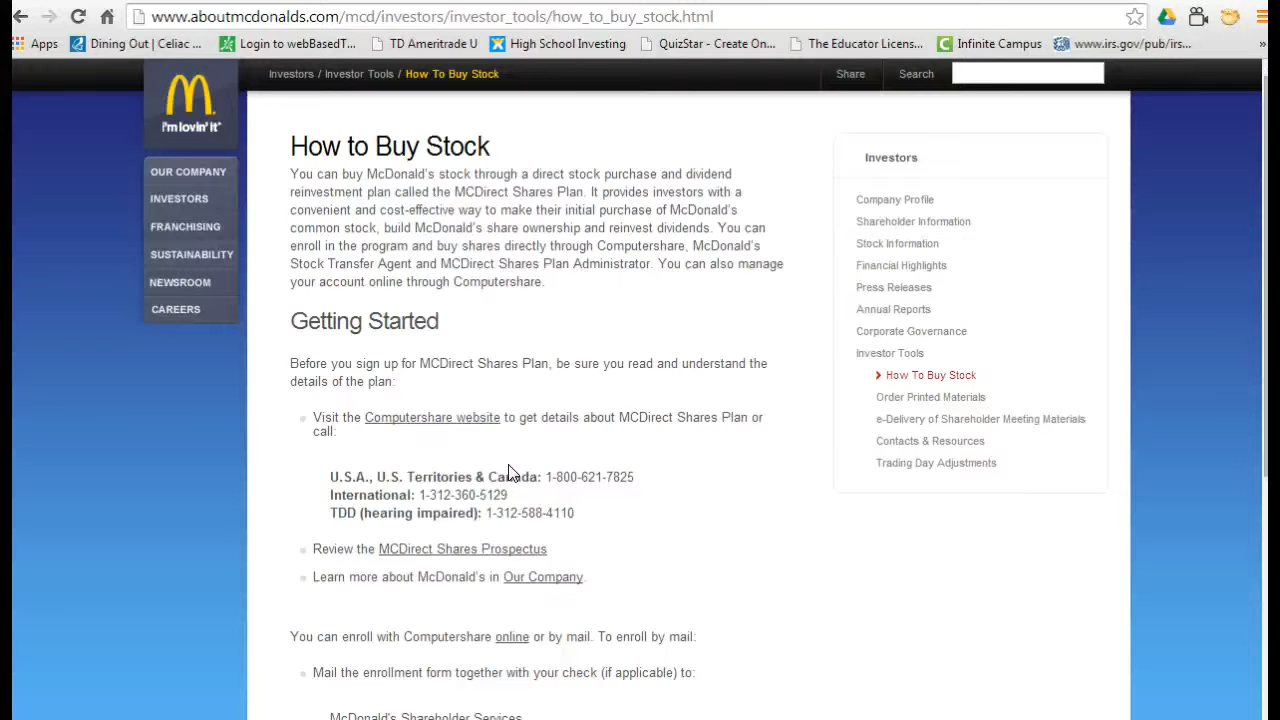 www.aboutmcdonalds.com/mcd/investors/investor_tools/how_to_buy_stock.html
Apps Dining Out | Celiac ... Login to webBasedT... TD Ameritrade U High School Investing QuizStar - Create On... The Educator Licens... Infinite Campus www.irs.gov/pub/irs... »
Investors / Investor Tools / How To Buy Stock Share Search
i'm lovin' it®
OUR COMPANY
INVESTORS
FRANCHISING
SUSTAINABILITY
NEWSROOM
CAREERS
How to Buy Stock
You can buy McDonald's stock through a direct stock purchase and dividend
reinvestment plan called the MCDirect Shares Plan. It provides investors with a
convenient and cost-effective way to make their initial purchase of McDonald's
common stock, build McDonald's share ownership and reinvest dividends. You can
enroll in the program and buy shares directly through Computershare, McDonald's
Stock Transfer Agent and MCDirect Shares Plan Administrator. You can also manage
your account online through Computershare.
Getting Started
Before you sign up for MCDirect Shares Plan, be sure you read and understand the
details of the plan:
Visit the Computershare website to get details about MCDirect Shares Plan or
call:
U.S.A., U.S. Territories & Canada: 1-800-621-7825
International: 1-312-360-5129
TDD (hearing impaired): 1-312-588-4110
Review the MCDirect Shares Prospectus
Learn more about McDonald's in Our Company.
You can enroll with Computershare online or by mail. To enroll by mail:
Mail the enrollment form together with your check (if applicable) to:
McDonald's Shareholder Services
Investors
Company Profile
Shareholder Information
Stock Information
Financial Highlights
Press Releases
Annual Reports
Corporate Governance
Investor Tools
How To Buy Stock
Order Printed Materials
e-Delivery of Shareholder Meeting Materials
Contacts & Resources
Trading Day Adjustments